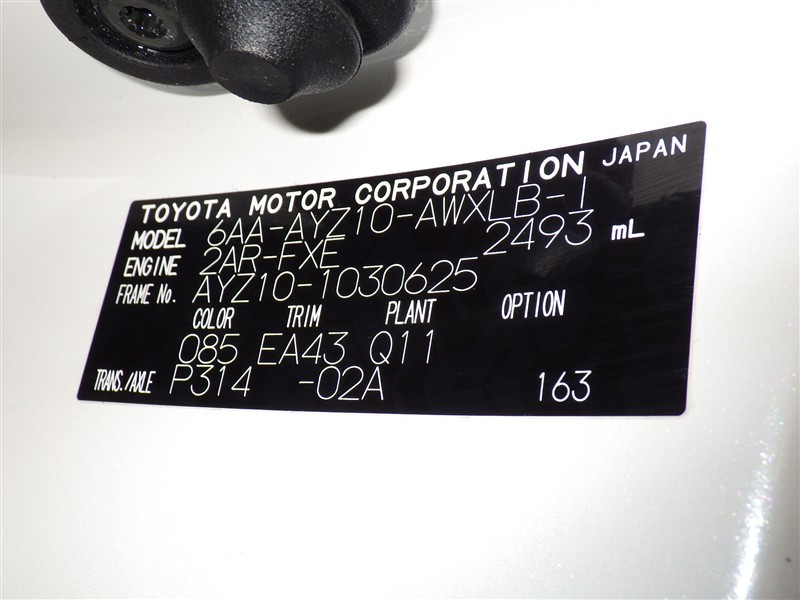 TOYOTA MOTOR CORPORATION JAPAN
MODEL 6AA-AYZ10-AWXLB-I
ENGINE 2AR-FXE 2493 mL
FRAME No. AYZ10-1030625
COLOR TRIM PLANT OPTION
085 EA43 Q11
TRANS./AXLE P314 -02A 163